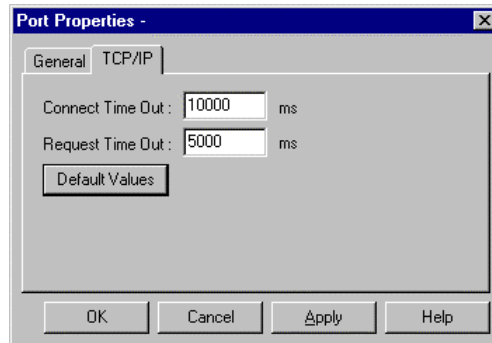 Port Properties -
General TCP/IP
Connect Time Out : 10000 ms
Request Time Out : 5000 ms
Default Values
OK Cancel Apply Help